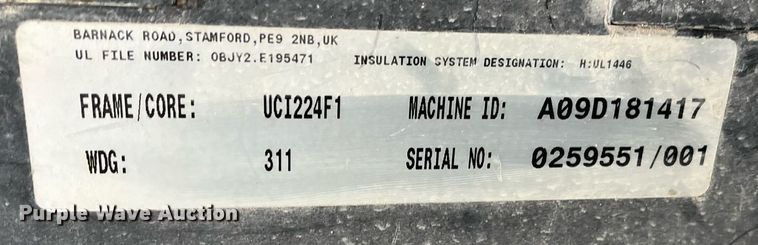 BARNACK ROAD,STAMFORD,PE9 2NB,UK
UL FILE NUMBER: OBJY2.E195471 INSULATION SYSTEM DESIGNATION: H:UL1446
FRAME/CORE: UCI224F1 MACHINE ID: A09D181417
WDG: 311 SERIAL NO: 0259551/001
Purple Wave Auction